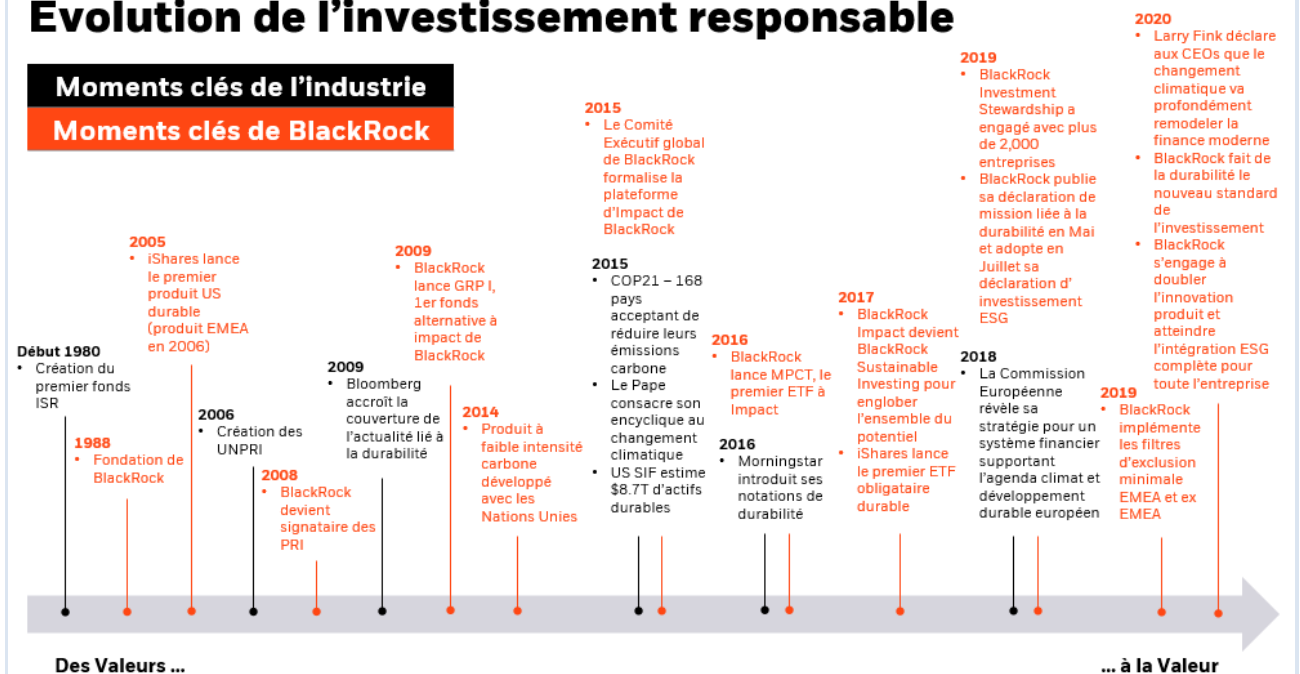 Evolution de l'investissement responsable
Moments clés de l'industrie
Moments clés de BlackRock
Début 1980
• Création du
premier fonds
ISR
1988
• Fondation de
BlackRock
2005
• iShares lance
le premier
produit US
durable
(produit EMEA
en 2006)
2006
• Création des
UNPRI
2008
• BlackRock
devient
signataire des
PRI
2009
• Bloomberg
accroît la
couverture de
l'actualité lié à
la durabilité
2009
• BlackRock
lance GRP I,
1er fonds
alternative à
impact de
BlackRock
2014
• Produit à
faible intensité
carbone
développé
avec les
Nations Unies
2015
• Le Comité
Exécutif global
de BlackRock
formalise la
plateforme
d'Impact de
BlackRock
2015
• COP21 – 168
pays
acceptant de
réduire leurs
émissions
carbone
• Le Pape
consacre son
encyclique au
changement
climatique
• US SIF estime
$8.7T d'actifs
durables
2016
• BlackRock
lance MPCT, le
premier ETF à
Impact
2016
• Morningstar
introduit ses
notations de
durabilité
2017
• BlackRock
Impact devient
BlackRock
Sustainable
Investing pour
englober
l'ensemble du
potentiel
• iShares lance
le premier ETF
obligataire
durable
2019
• BlackRock
Investment
Stewardship a
engagé avec plus
de 2,000
entreprises
• BlackRock publie
sa déclaration de
mission liée à la
durabilité en Mai
et adopte en
Juillet sa
déclaration d'
investissement
ESG
2018
• La Commission
Européenne
révèle sa
stratégie pour un
système financier
supportant
l'agenda climat et
développement
durable européen
2019
• BlackRock
implémente
les filtres
d'exclusion
minimale
EMEA et ex
EMEA
2020
• Larry Fink déclare
aux CEOs que le
changement
climatique va
profondément
remodeler la
finance moderne
• BlackRock fait de
la durabilité le
nouveau standard
de
l'investissement
• BlackRock
s'engage à
doubler
l'innovation
produit et
atteindre
l'intégration ESG
complète pour
toute l'entreprise
Des Valeurs ...
... à la Valeur